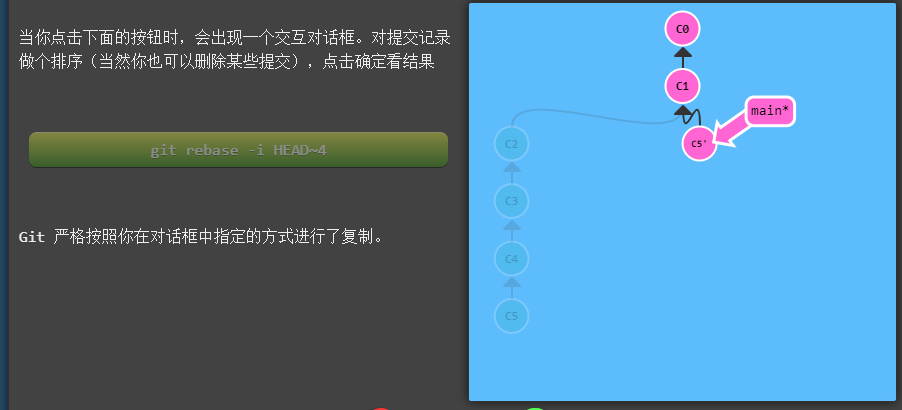 当你点击下面的按钮时，会出现一个交互对话框。对提交记录
做个排序（当然你也可以删除某些提交），点击确定看结果
git rebase -i HEAD~4
Git 严格按照你在对话框中指定的方式进行了复制。
C0
C1
main*
C2
C5'
C3
C4
C5